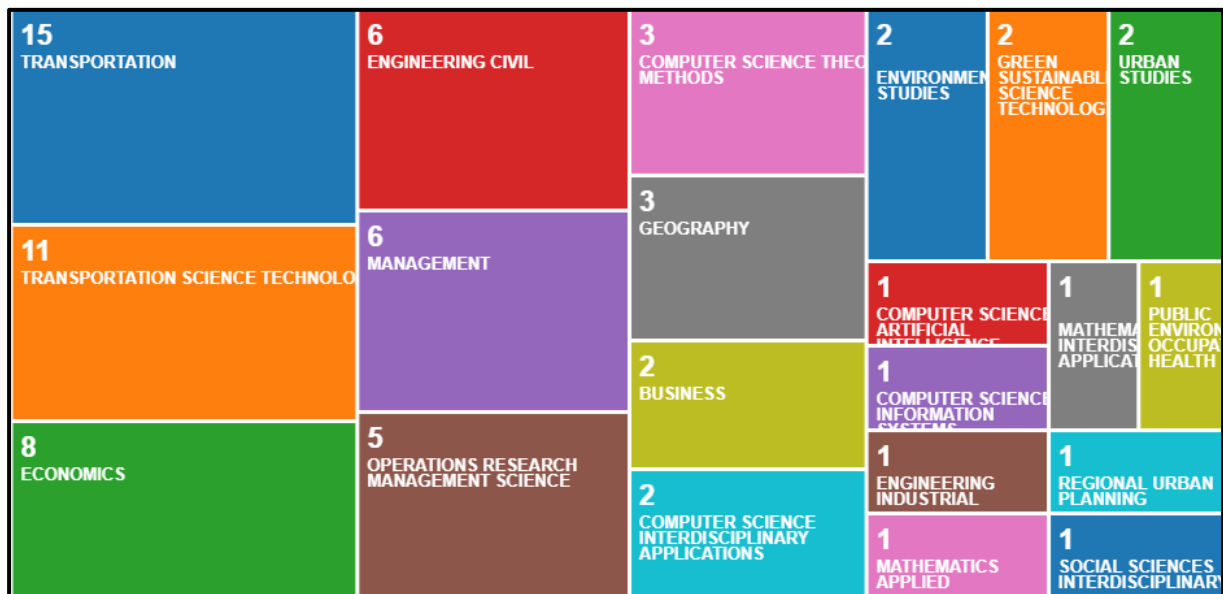 15
TRANSPORTATION
11
TRANSPORTATION SCIENCE TECHNOLO
8
ECONOMICS
6
ENGINEERING CIVIL
6
MANAGEMENT
5
OPERATIONS RESEARCH
MANAGEMENT SCIENCE
3
COMPUTER SCIENCE THEO
METHODS
3
GEOGRAPHY
2
BUSINESS
2
COMPUTER SCIENCE
INTERDISCIPLINARY
APPLICATIONS
2
ENVIRONMEN
STUDIES
2
GREEN
SUSTAINABL
SCIENCE
TECHNOLOG
2
URBAN
STUDIES
1
COMPUTER SCIENCE
ARTIFICIAL
INTELLIGENCE
1
COMPUTER SCIENCE
INFORMATION
SYSTEMS
1
ENGINEERING
INDUSTRIAL
1
MATHEMATICS
APPLIED
1
MATHEMA
INTERDIS
APPLICAT
1
PUBLIC
ENVIRON
OCCUPA
HEALTH
1
REGIONAL URBAN
PLANNING
1
SOCIAL SCIENCES
INTERDISCIPLINARY